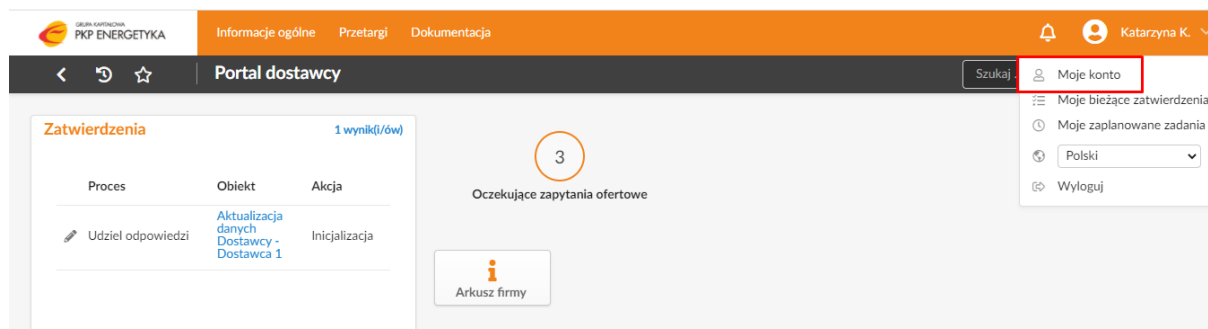 GRUPA KAPITAŁOWA
PKP ENERGETYKA
Informacje ogólne
Przetargi
Dokumentacja
Katarzyna K.
Portal dostawcy
Szukaj
Moje konto
Moje bieżące zatwierdzenia
Moje zaplanowane zadania
Polski
Wyloguj
Zatwierdzenia
1 wynik(i/ów)
Proces
Obiekt
Akcja
Udziel odpowiedzi
Aktualizacja
danych
Dostawcy -
Dostawca 1
Inicjalizacja
3
Oczekujące zapytania ofertowe
Arkusz firmy